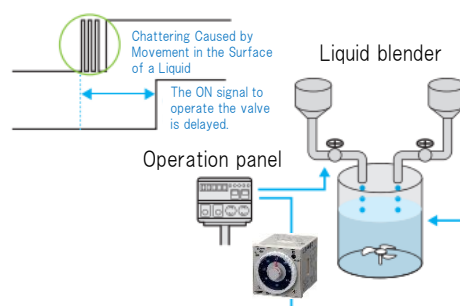 Chattering Caused by
Movement in the Surface
of a Liquid
The ON signal to
operate the valve
is delayed.
Liquid blender
Operation panel